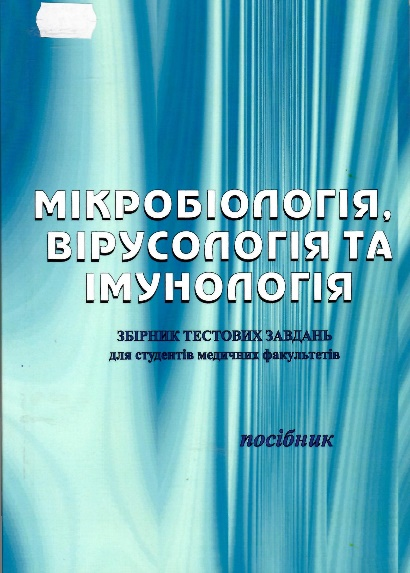 МІКРОБІОЛОГІЯ,
ВІРУСОЛОГІЯ ТА
ІМУНОЛОГІЯ
ЗБІРНИК ТЕСТОВИХ ЗАВДАНЬ
для студентів медичних факультетів
посібник